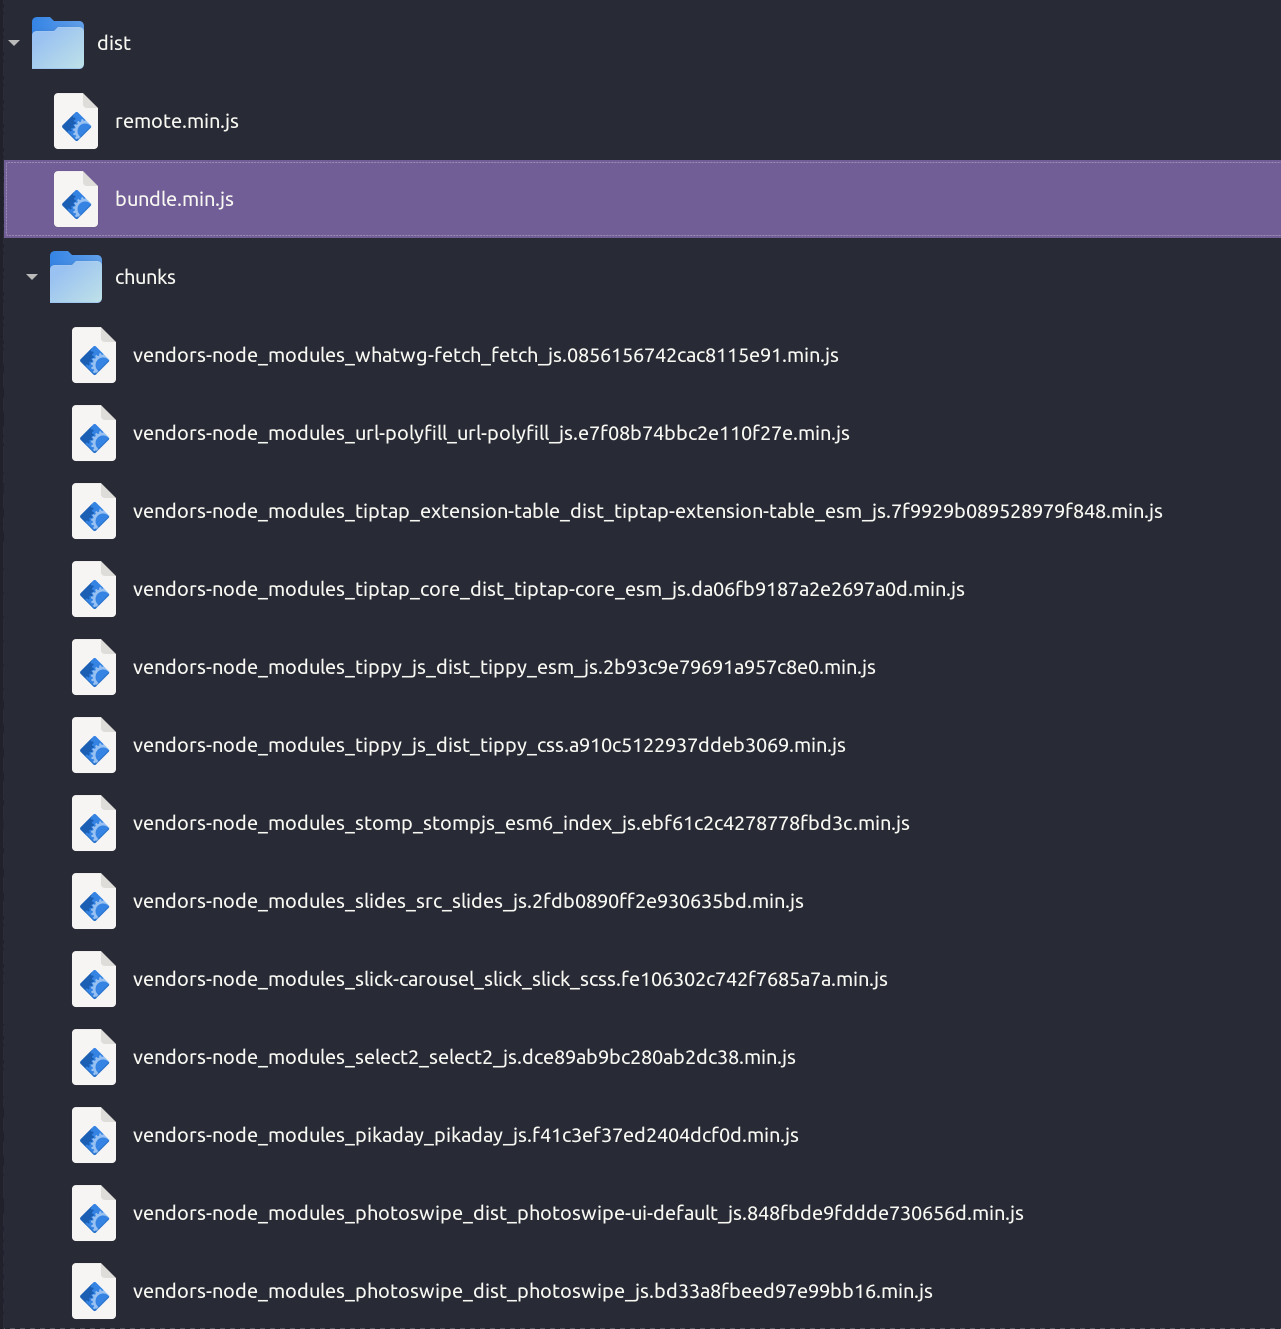 dist
remote.min.js
bundle.min.js
chunks
vendors-node_modules_whatwg-fetch_fetch_js.0856156742cac8115e91.min.js
vendors-node_modules_url-polyfill_url-polyfill_js.e7f08b74bbc2e110f27e.min.js
vendors-node_modules_tiptap_extension-table_dist_tiptap-extension-table_esm_js.7f9929b089528979f848.min.js
vendors-node_modules_tiptap_core_dist_tiptap-core_esm_js.da06fb9187a2e2697a0d.min.js
vendors-node_modules_tippy_js_dist_tippy_esm_js.2b93c9e79691a957c8e0.min.js
vendors-node_modules_tippy_js_dist_tippy_css.a910c5122937ddeb3069.min.js
vendors-node_modules_stomp_stompjs_esm6_index_js.ebf61c2c4278778fbd3c.min.js
vendors-node_modules_slides_src_slides_js.2fdb0890ff2e930635bd.min.js
vendors-node_modules_slick-carousel_slick_slick_scss.fe106302c742f7685a7a.min.js
vendors-node_modules_select2_select2_js.dce89ab9bc280ab2dc38.min.js
vendors-node_modules_pikaday_pikaday_js.f41c3ef37ed2404dcf0d.min.js
vendors-node_modules_photoswipe_dist_photoswipe-ui-default_js.848fbde9fddde730656d.min.js
vendors-node_modules_photoswipe_dist_photoswipe_js.bd33a8fbeed97e99bb16.min.js